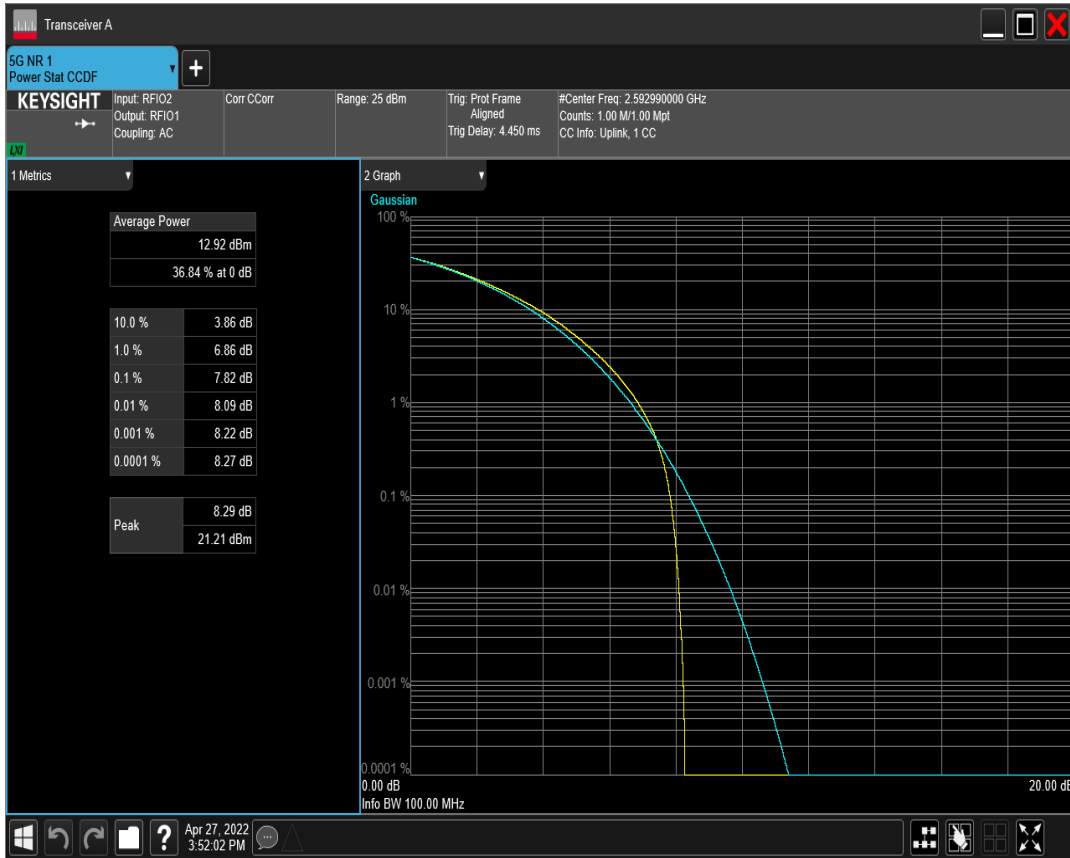 Transceiver A
5G NR 1
Power Stat CCDF
KEYSIGHT
LXI
Input: RFIO2
Output: RFIO1
Coupling: AC
Corr CCorr
Range: 25 dBm
Trig: Prot Frame
Aligned
Trig Delay: 4.450 ms
#Center Freq: 2.592990000 GHz
Counts: 1.00 M/1.00 Mpt
CC Info: Uplink, 1 CC
1 Metrics
Average Power
12.92 dBm
36.84 % at 0 dB
10.0 % 3.86 dB
1.0 % 6.86 dB
0.1 % 7.82 dB
0.01 % 8.09 dB
0.001 % 8.22 dB
0.0001 % 8.27 dB
Peak
8.29 dB
21.21 dBm
2 Graph
Gaussian
100 %
10 %
1 %
0.1 %
0.01 %
0.001 %
0.0001 %
0.00 dB 20.00 dB
Info BW 100.00 MHz
Apr 27, 2022
3:52:02 PM